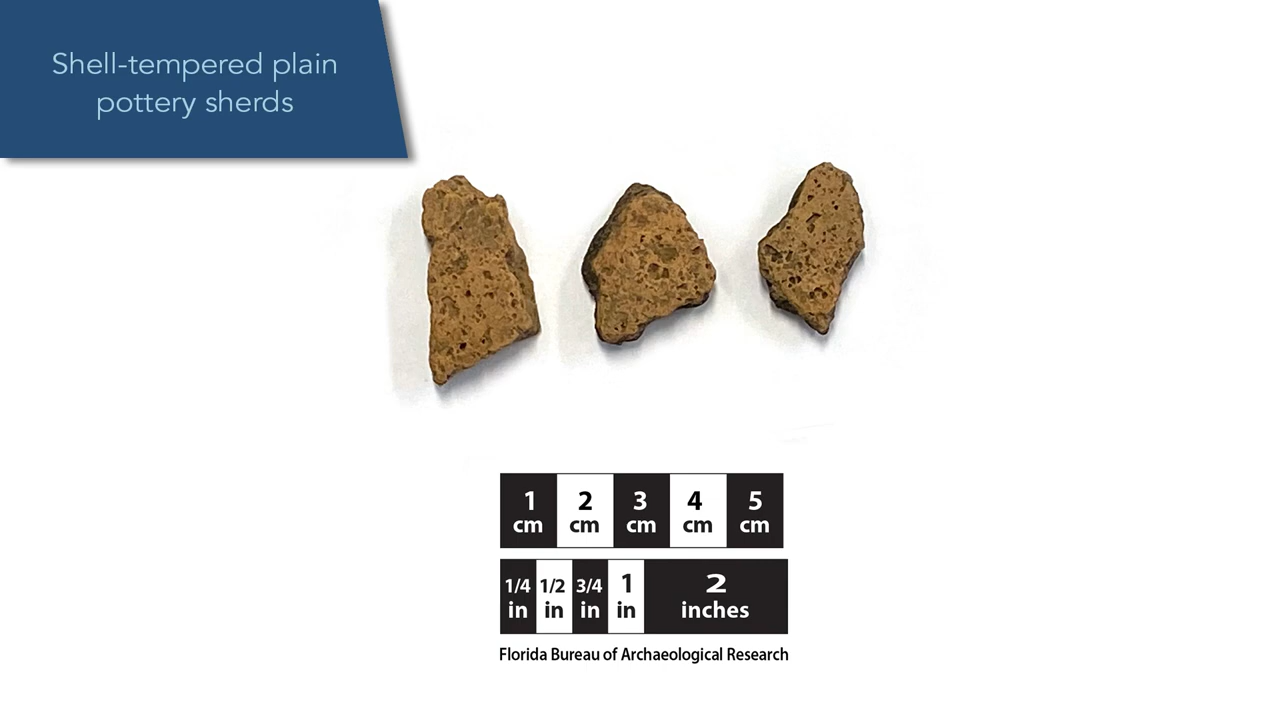 Shell-tempered plain
pottery sherds
1 2 3 4 5
cm cm cm cm cm
1/4 1/2 3/4 1 2
in in in in inches
Florida Bureau of Archaeological Research